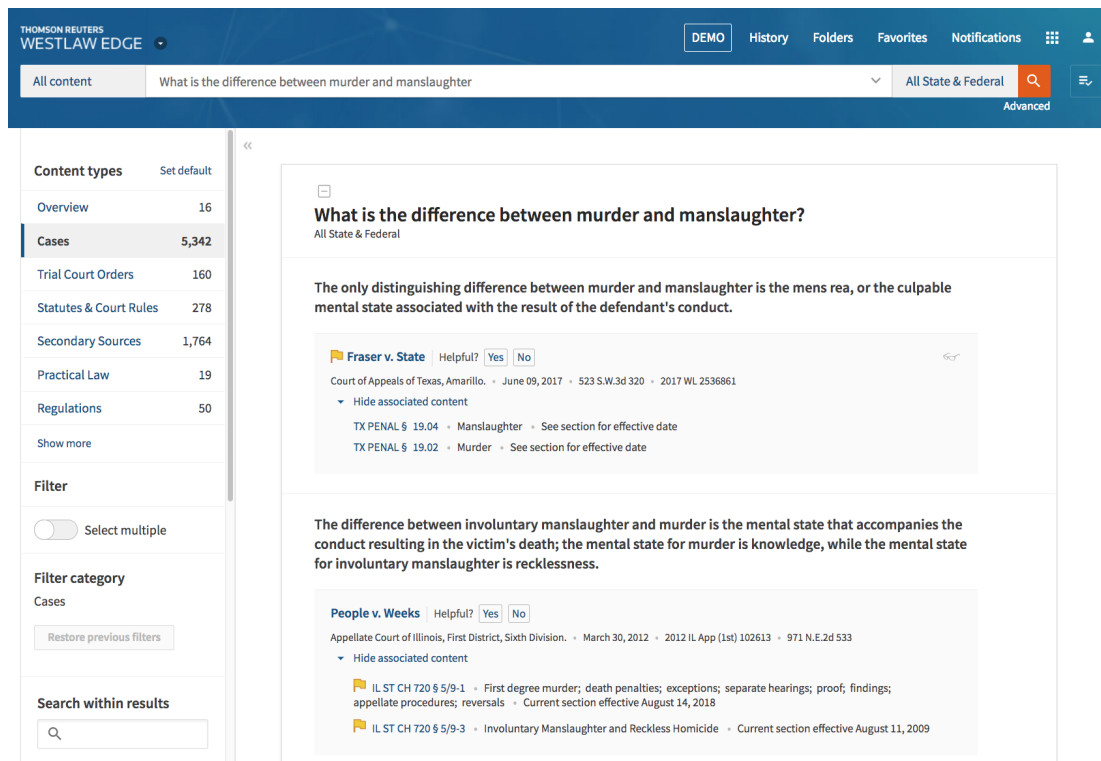 THOMSON REUTERS
WESTLAW EDGE
DEMO History Folders Favorites Notifications
All content What is the difference between murder and manslaughter All State & Federal
Advanced
Content types Set default
Overview 16
Cases 5,342
Trial Court Orders 160
Statutes & Court Rules 278
Secondary Sources 1,764
Practical Law 19
Regulations 50
Show more
Filter
Select multiple
Filter category
Cases
Restore previous filters
Search within results
What is the difference between murder and manslaughter?
All State & Federal
The only distinguishing difference between murder and manslaughter is the mens rea, or the culpable
mental state associated with the result of the defendant's conduct.
Fraser v. State Helpful? Yes No
Court of Appeals of Texas, Amarillo. • June 09, 2017 • 523 S.W.3d 320 • 2017 WL 2536861
Hide associated content
TX PENAL § 19.04 • Manslaughter • See section for effective date
TX PENAL § 19.02 • Murder • See section for effective date
The difference between involuntary manslaughter and murder is the mental state that accompanies the
conduct resulting in the victim's death; the mental state for murder is knowledge, while the mental state
for involuntary manslaughter is recklessness.
People v. Weeks Helpful? Yes No
Appellate Court of Illinois, First District, Sixth Division. • March 30, 2012 • 2012 IL App (1st) 102613 • 971 N.E.2d 533
Hide associated content
IL ST CH 720 § 5/9-1 • First degree murder; death penalties; exceptions; separate hearings; proof; findings;
appellate procedures; reversals • Current section effective August 14, 2018
IL ST CH 720 § 5/9-3 • Involuntary Manslaughter and Reckless Homicide • Current section effective August 11, 2009